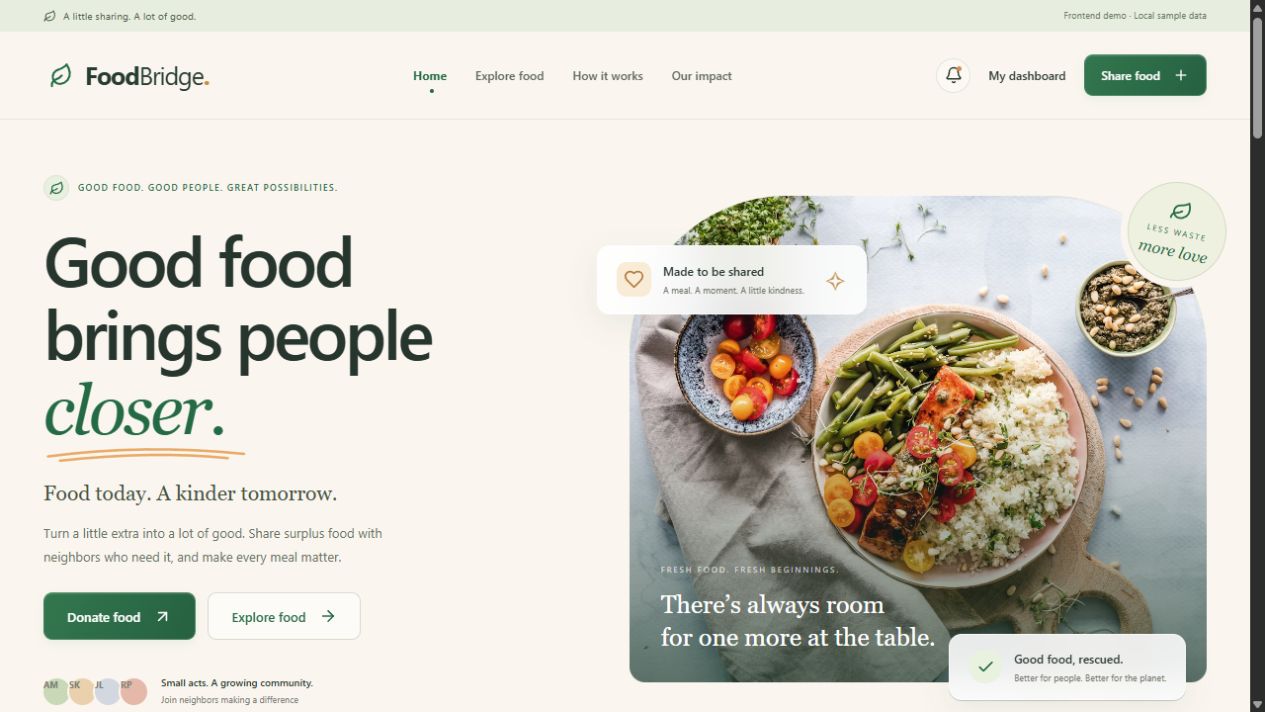 A little sharing. A lot of good.
Frontend demo · Local sample data
FoodBridge.
Home
Explore food
How it works
Our impact
My dashboard
Share food
GOOD FOOD. GOOD PEOPLE. GREAT POSSIBILITIES.
Good food
brings people
closer.
Food today. A kinder tomorrow.
Turn a little extra into a lot of good. Share surplus food with
neighbors who need it, and make every meal matter.
Donate food
Explore food
AM SK JL RP
Small acts. A growing community.
Join neighbors making a difference
LESS WASTE
more love
Made to be shared
A meal. A moment. A little kindness.
FRESH FOOD. FRESH BEGINNINGS.
There’s always room
for one more at the table.
Good food, rescued.
Better for people. Better for the planet.